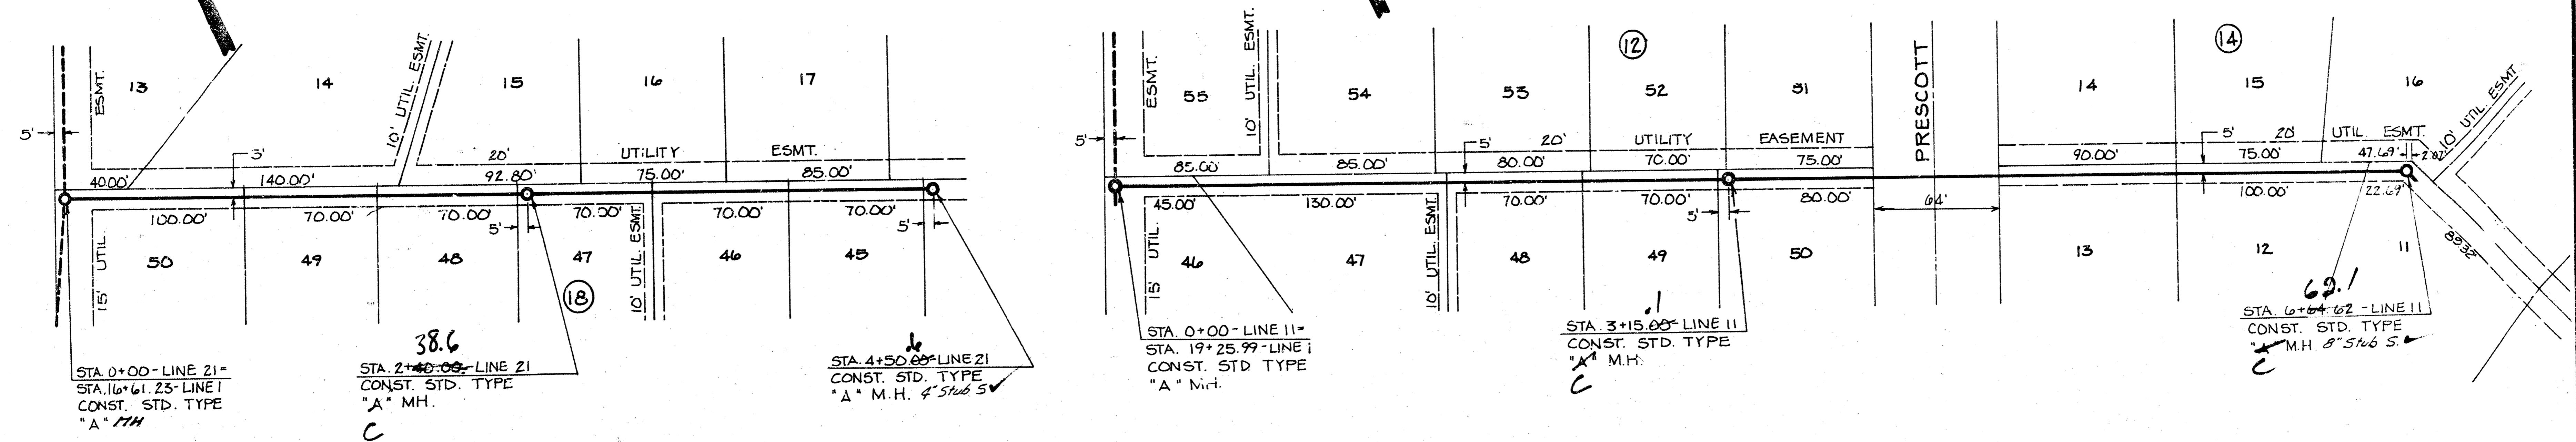 13
14
15
16
17
ESMT.
10' UTIL. ESMT.
5'
3'
20' UTILITY ESMT.
40.00'
140.00'
92.80'
75.00'
85.00'
100.00'
70.00'
70.00'
70.00'
70.00'
70.00'
5'
5'
15' UTIL.
10' UTIL. ESMT.
50
49
48
47
46
45
18
STA. 0+00 - LINE 21 =
STA. 16+61.23 - LINE 1
CONST. STD. TYPE
"A" MH
38.6
STA. 2+40.00 - LINE 21
CONST. STD. TYPE
"A" MH.
C
.6
STA. 4+50.00 - LINE 21
CONST. STD. TYPE
"A" M.H. 4" Stub S ✓
12
14
55
54
53
52
31
14
15
16
ESMT.
10' UTIL. ESMT.
PRESCOTT
10' UTIL. ESMT
5'
5'
20' UTILITY EASEMENT
5'
20' UTIL. ESMT.
85.00'
85.00'
80.00'
70.00'
75.00'
90.00'
75.00'
47.69'
2.02'
45.00'
130.00'
70.00'
70.00'
5'
80.00'
64'
100.00'
22.69'
89.32
15' UTIL.
10' UTIL. ESMT.
46
47
48
49
50
13
12
11
STA. 0+00 - LINE 11 =
STA. 19+25.99 - LINE 1
CONST. STD. TYPE
"A" M.H.
.1
STA. 3+15.00 - LINE 11
CONST. STD. TYPE
"A" M.H.
C
62.1
STA. 6+64.62 - LINE 11
CONST. STD. TYPE
"A" M.H. 8" Stub S. ✓
C